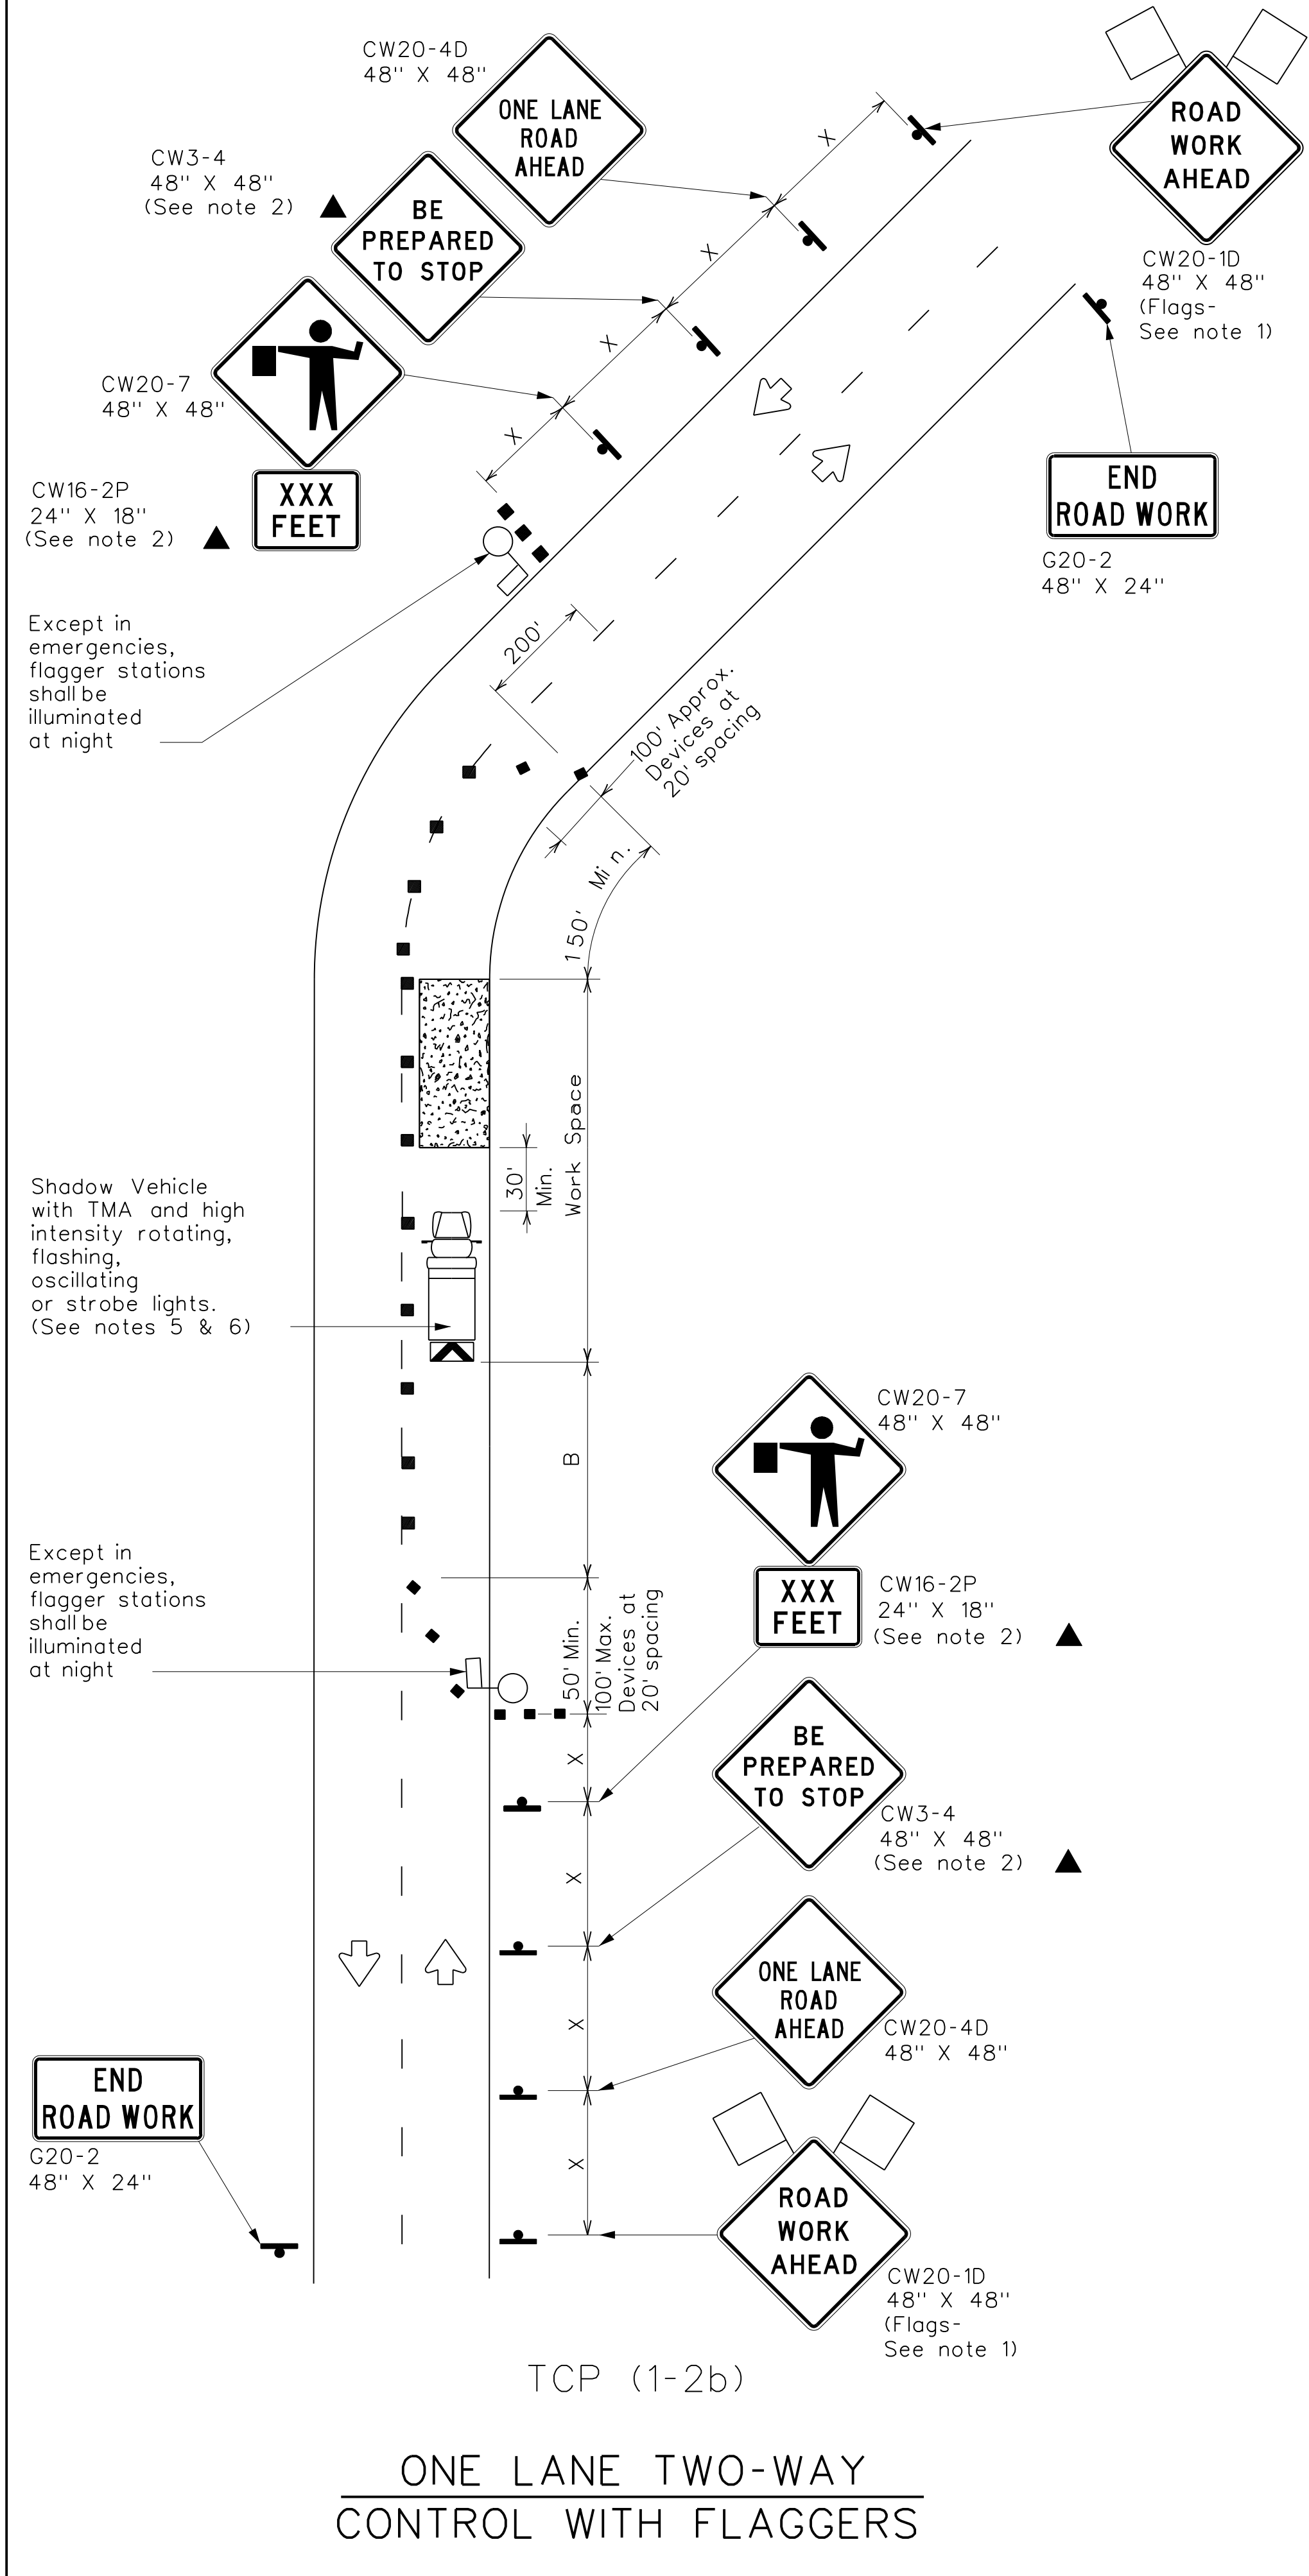 CW20-4D
48" X 48"
ONE LANE
ROAD
AHEAD
ROAD
WORK
AHEAD
CW20-1D
48" X 48"
(Flags-
See note 1)
CW3-4
48" X 48"
(See note 2)
BE
PREPARED
TO STOP
X
X
X
X
CW20-7
48" X 48"
CW16-2P
24" X 18"
(See note 2)
XXX
FEET
END
ROAD WORK
G20-2
48" X 24"
Except in
emergencies,
flagger stations
shall be
illuminated
at night
200'
100' Approx.
Devices at
20' spacing
150' Min.
Work Space
30'
Min.
Shadow Vehicle
with TMA and high
intensity rotating,
flashing,
oscillating
or strobe lights.
(See notes 5 & 6)
B
CW20-7
48" X 48"
XXX
FEET
CW16-2P
24" X 18"
(See note 2)
Except in
emergencies,
flagger stations
shall be
illuminated
at night
50' Min.
100' Max.
Devices at
20' spacing
X
X
X
X
BE
PREPARED
TO STOP
CW3-4
48" X 48"
(See note 2)
ONE LANE
ROAD
AHEAD
CW20-4D
48" X 48"
END
ROAD WORK
G20-2
48" X 24"
ROAD
WORK
AHEAD
CW20-1D
48" X 48"
(Flags-
See note 1)
TCP (1-2b)
ONE LANE TWO-WAY
CONTROL WITH FLAGGERS